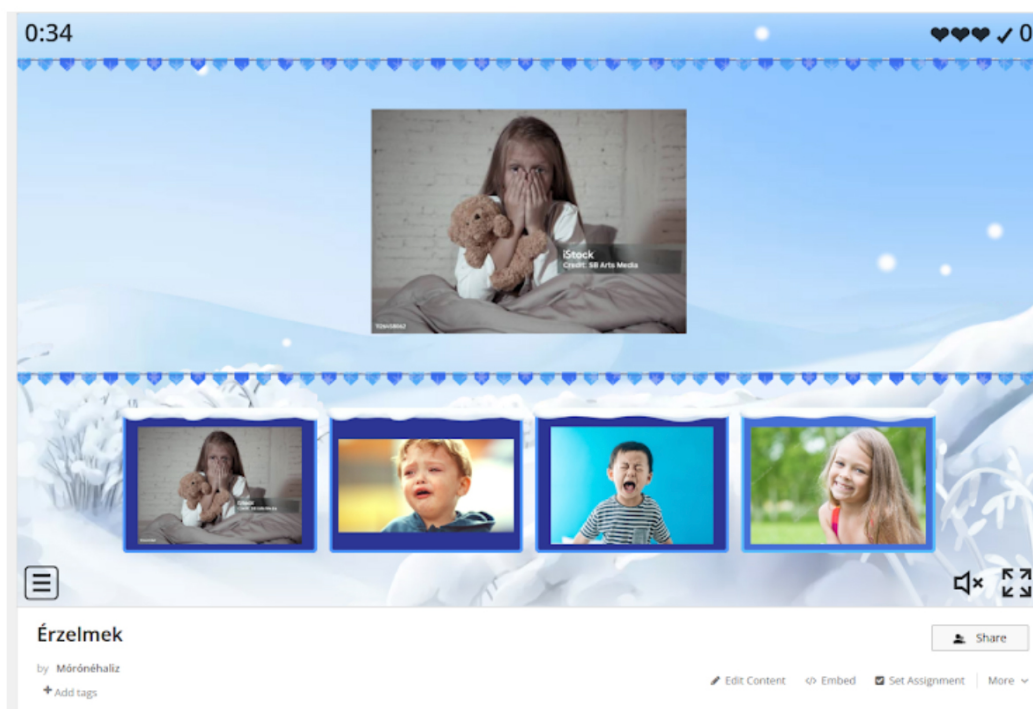 0:34
0
iStock
Credit: SB Arts Media
Érzelmek
Share
by Mórónéhaliz
Add tags
Edit Content
Embed
Set Assignment
More